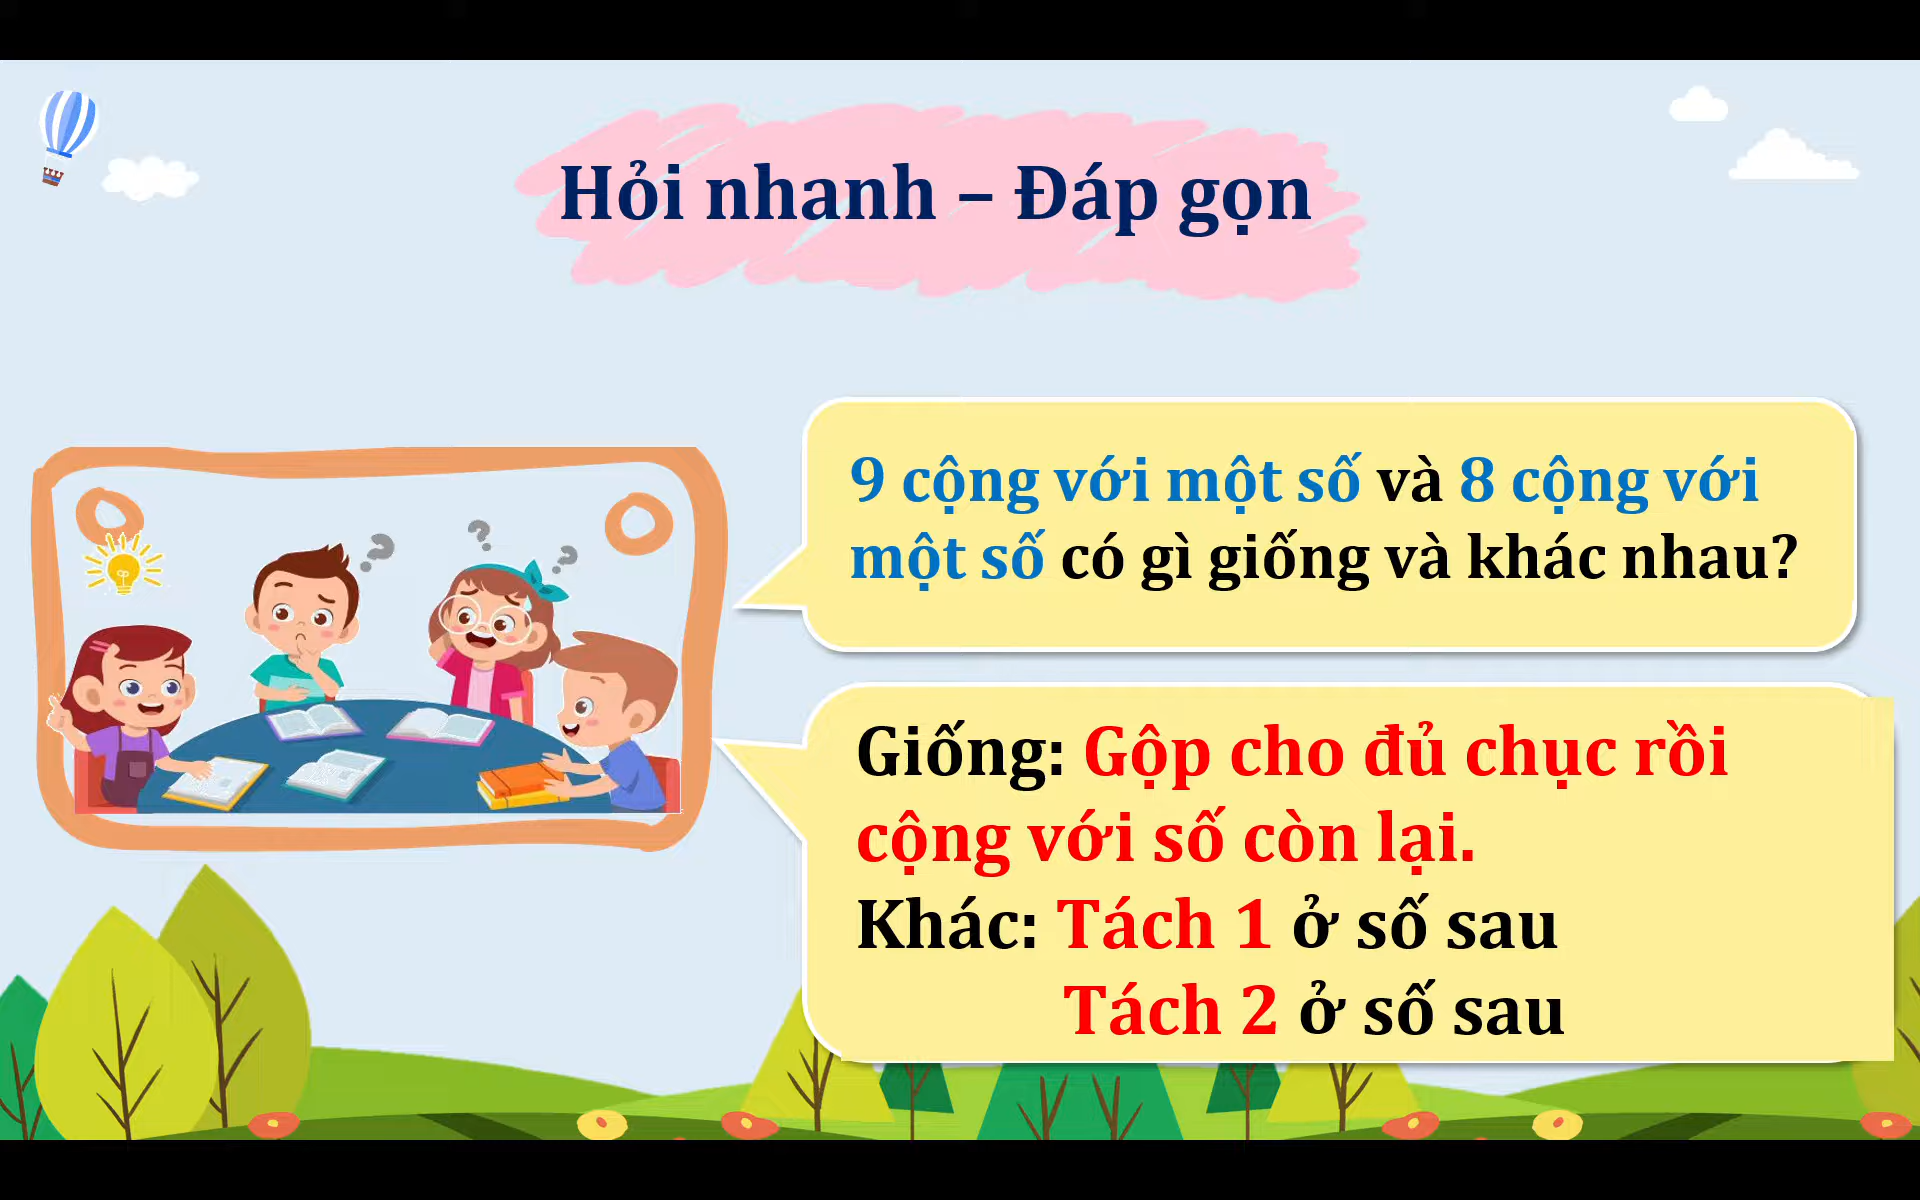 Hỏi nhanh – Đáp gọn
9 cộng với một số và 8 cộng với
một số có gì giống và khác nhau?
Giống: Gộp cho đủ chục rồi
cộng với số còn lại.
Khác: Tách 1 ở số sau
Tách 2 ở số sau